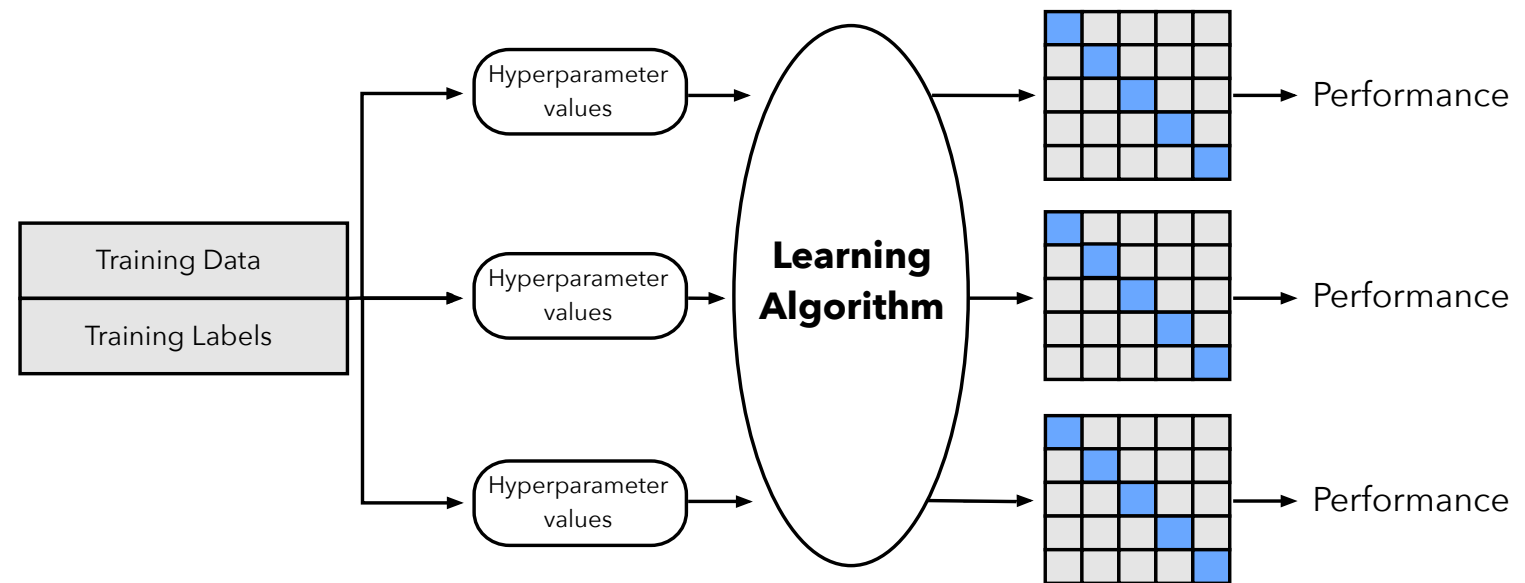 Hyperparameter
values
Performance
Training Data
Training Labels
Hyperparameter
values
Learning
Algorithm
Performance
Hyperparameter
values
Performance